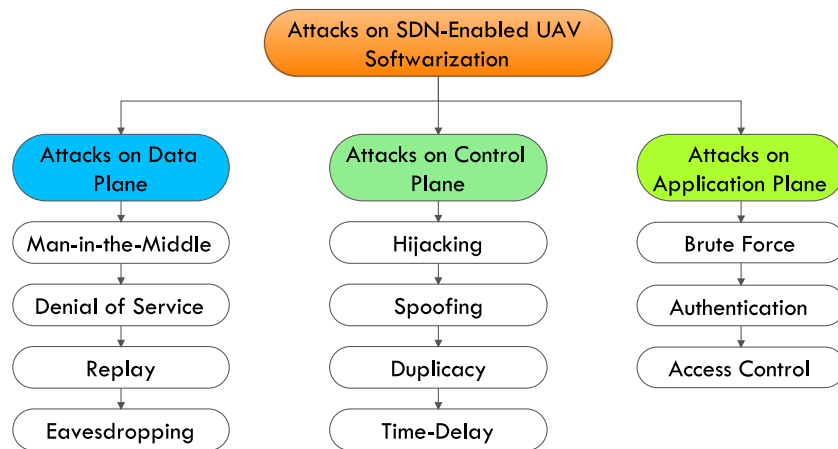 Attacks on SDN-Enabled UAV
Softwarization
Attacks on Data
Plane
Attacks on Control
Plane
Attacks on
Application Plane
Man-in-the-Middle
Hijacking
Brute Force
Denial of Service
Spoofing
Authentication
Replay
Duplicacy
Access Control
Eavesdropping
Time-Delay